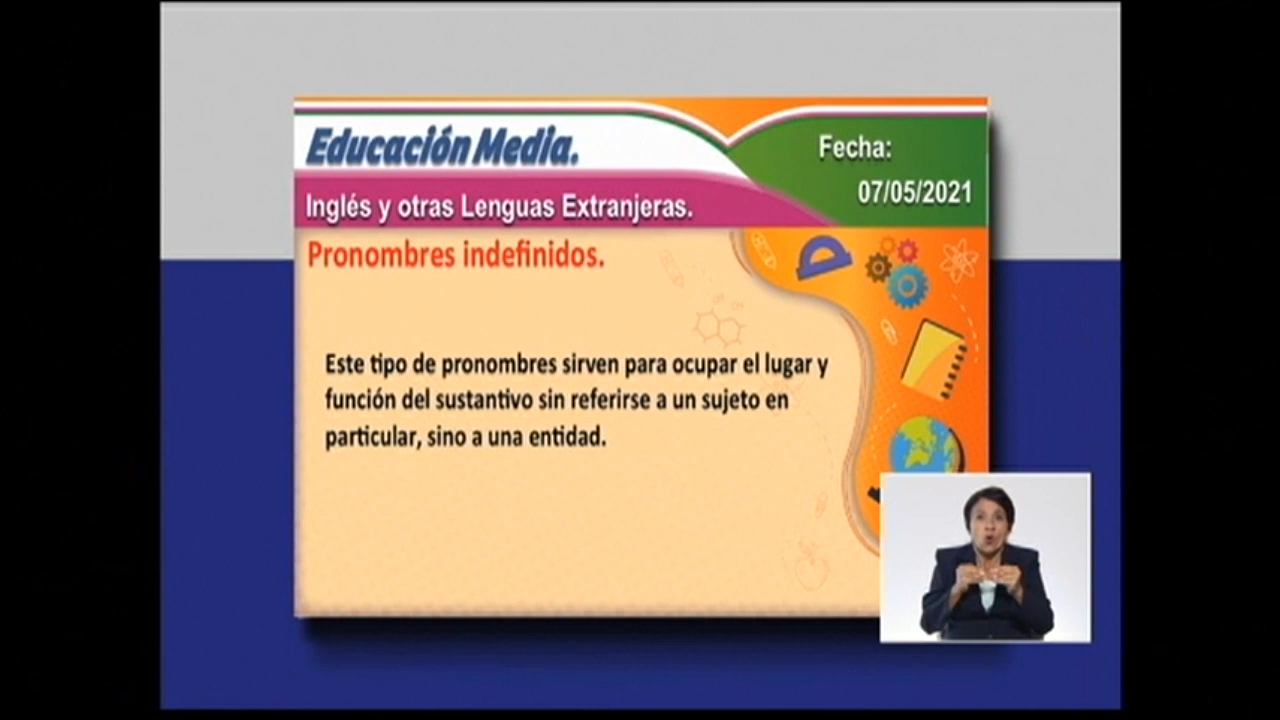 Educación Media.
Fecha:
07/05/2021
Inglés y otras Lenguas Extranjeras.
Pronombres indefinidos.
Este tipo de pronombres sirven para ocupar el lugar y
función del sustantivo sin referirse a un sujeto en
particular, sino a una entidad.